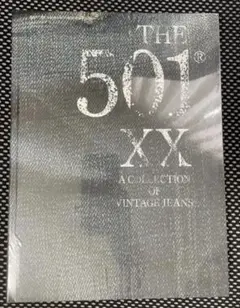 THE
501®
XX
A COLLECTION
OF
VINTAGE JEANS